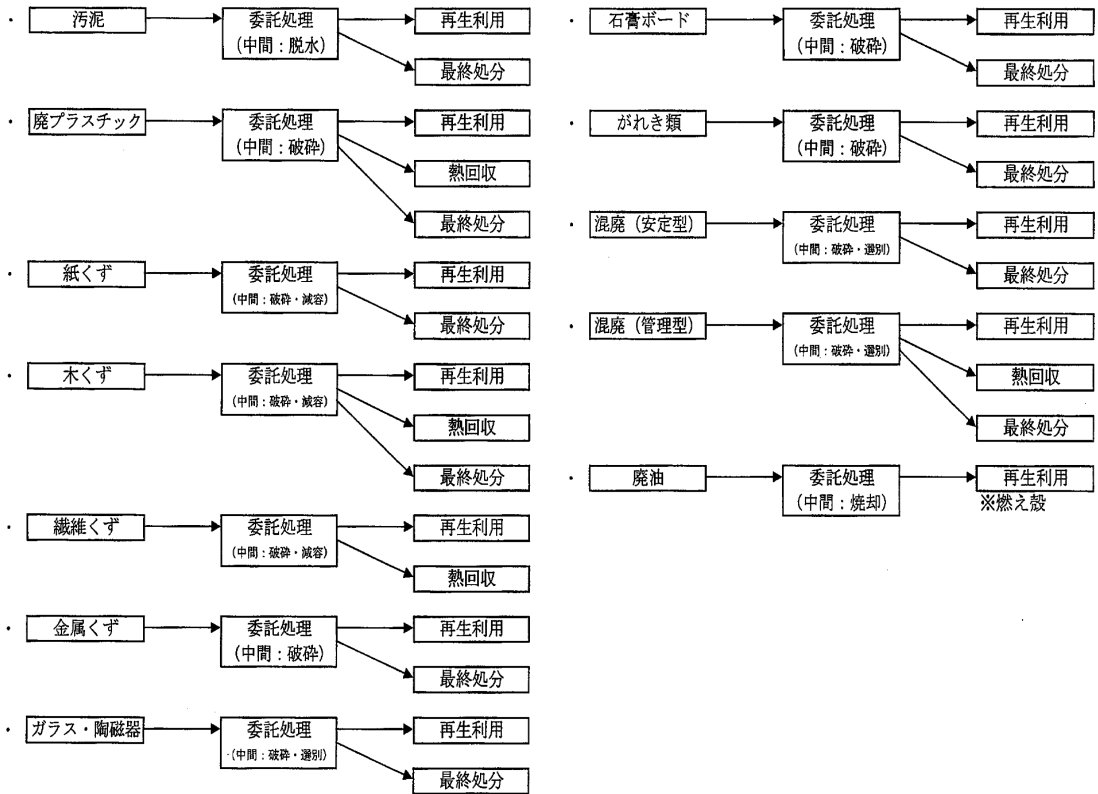 ・ 汚泥 委託処理 再生利用
(中間：脱水)
最終処分
・ 廃プラスチック 委託処理 再生利用
(中間：破砕)
熱回収
最終処分
・ 紙くず 委託処理 再生利用
(中間：破砕・減容)
最終処分
・ 木くず 委託処理 再生利用
(中間：破砕・減容)
熱回収
最終処分
・ 繊維くず 委託処理 再生利用
(中間：破砕・減容)
熱回収
・ 金属くず 委託処理 再生利用
(中間：破砕)
最終処分
・ ガラス・陶磁器 委託処理 再生利用
(中間：破砕・選別)
最終処分
・ 石膏ボード 委託処理 再生利用
(中間：破砕)
最終処分
・ がれき類 委託処理 再生利用
(中間：破砕)
最終処分
・ 混廃（安定型） 委託処理 再生利用
(中間：破砕・選別)
最終処分
・ 混廃（管理型） 委託処理 再生利用
(中間：破砕・選別)
熱回収
最終処分
・ 廃油 委託処理 再生利用
(中間：焼却) ※燃え殻